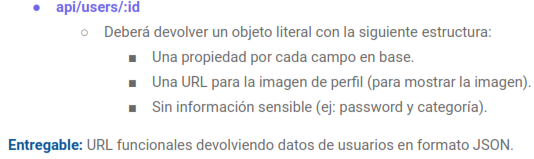 ● api/users/:id
○ Deberá devolver un objeto literal con la siguiente estructura:
■ Una propiedad por cada campo en base.
■ Una URL para la imagen de perfil (para mostrar la imagen).
■ Sin información sensible (ej: password y categoría).
Entregable: URL funcionales devolviendo datos de usuarios en formato JSON.